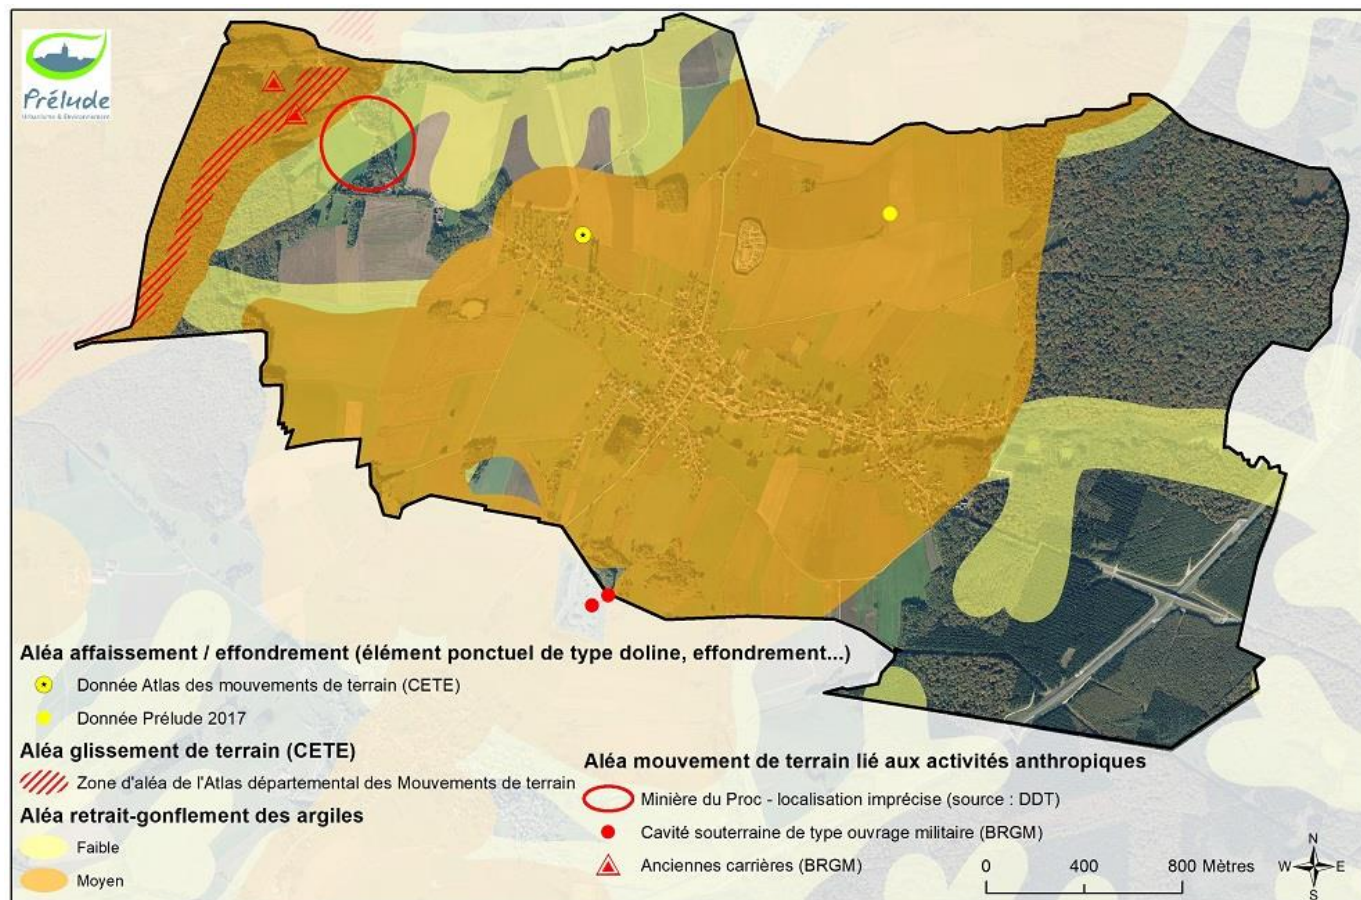 Prélude
Urbanisme & Environnement
Aléa affaissement / effondrement (élément ponctuel de type doline, effondrement...)
Donnée Atlas des mouvements de terrain (CETE)
Donnée Prélude 2017
Aléa glissement de terrain (CETE)
Zone d'aléa de l'Atlas départemental des Mouvements de terrain
Aléa retrait-gonflement des argiles
Faible
Moyen
Aléa mouvement de terrain lié aux activités anthropiques
Minière du Proc - localisation imprécise (source : DDT)
Cavité souterraine de type ouvrage militaire (BRGM)
Anciennes carrières (BRGM)
0 400 800 Mètres
N
W E
S